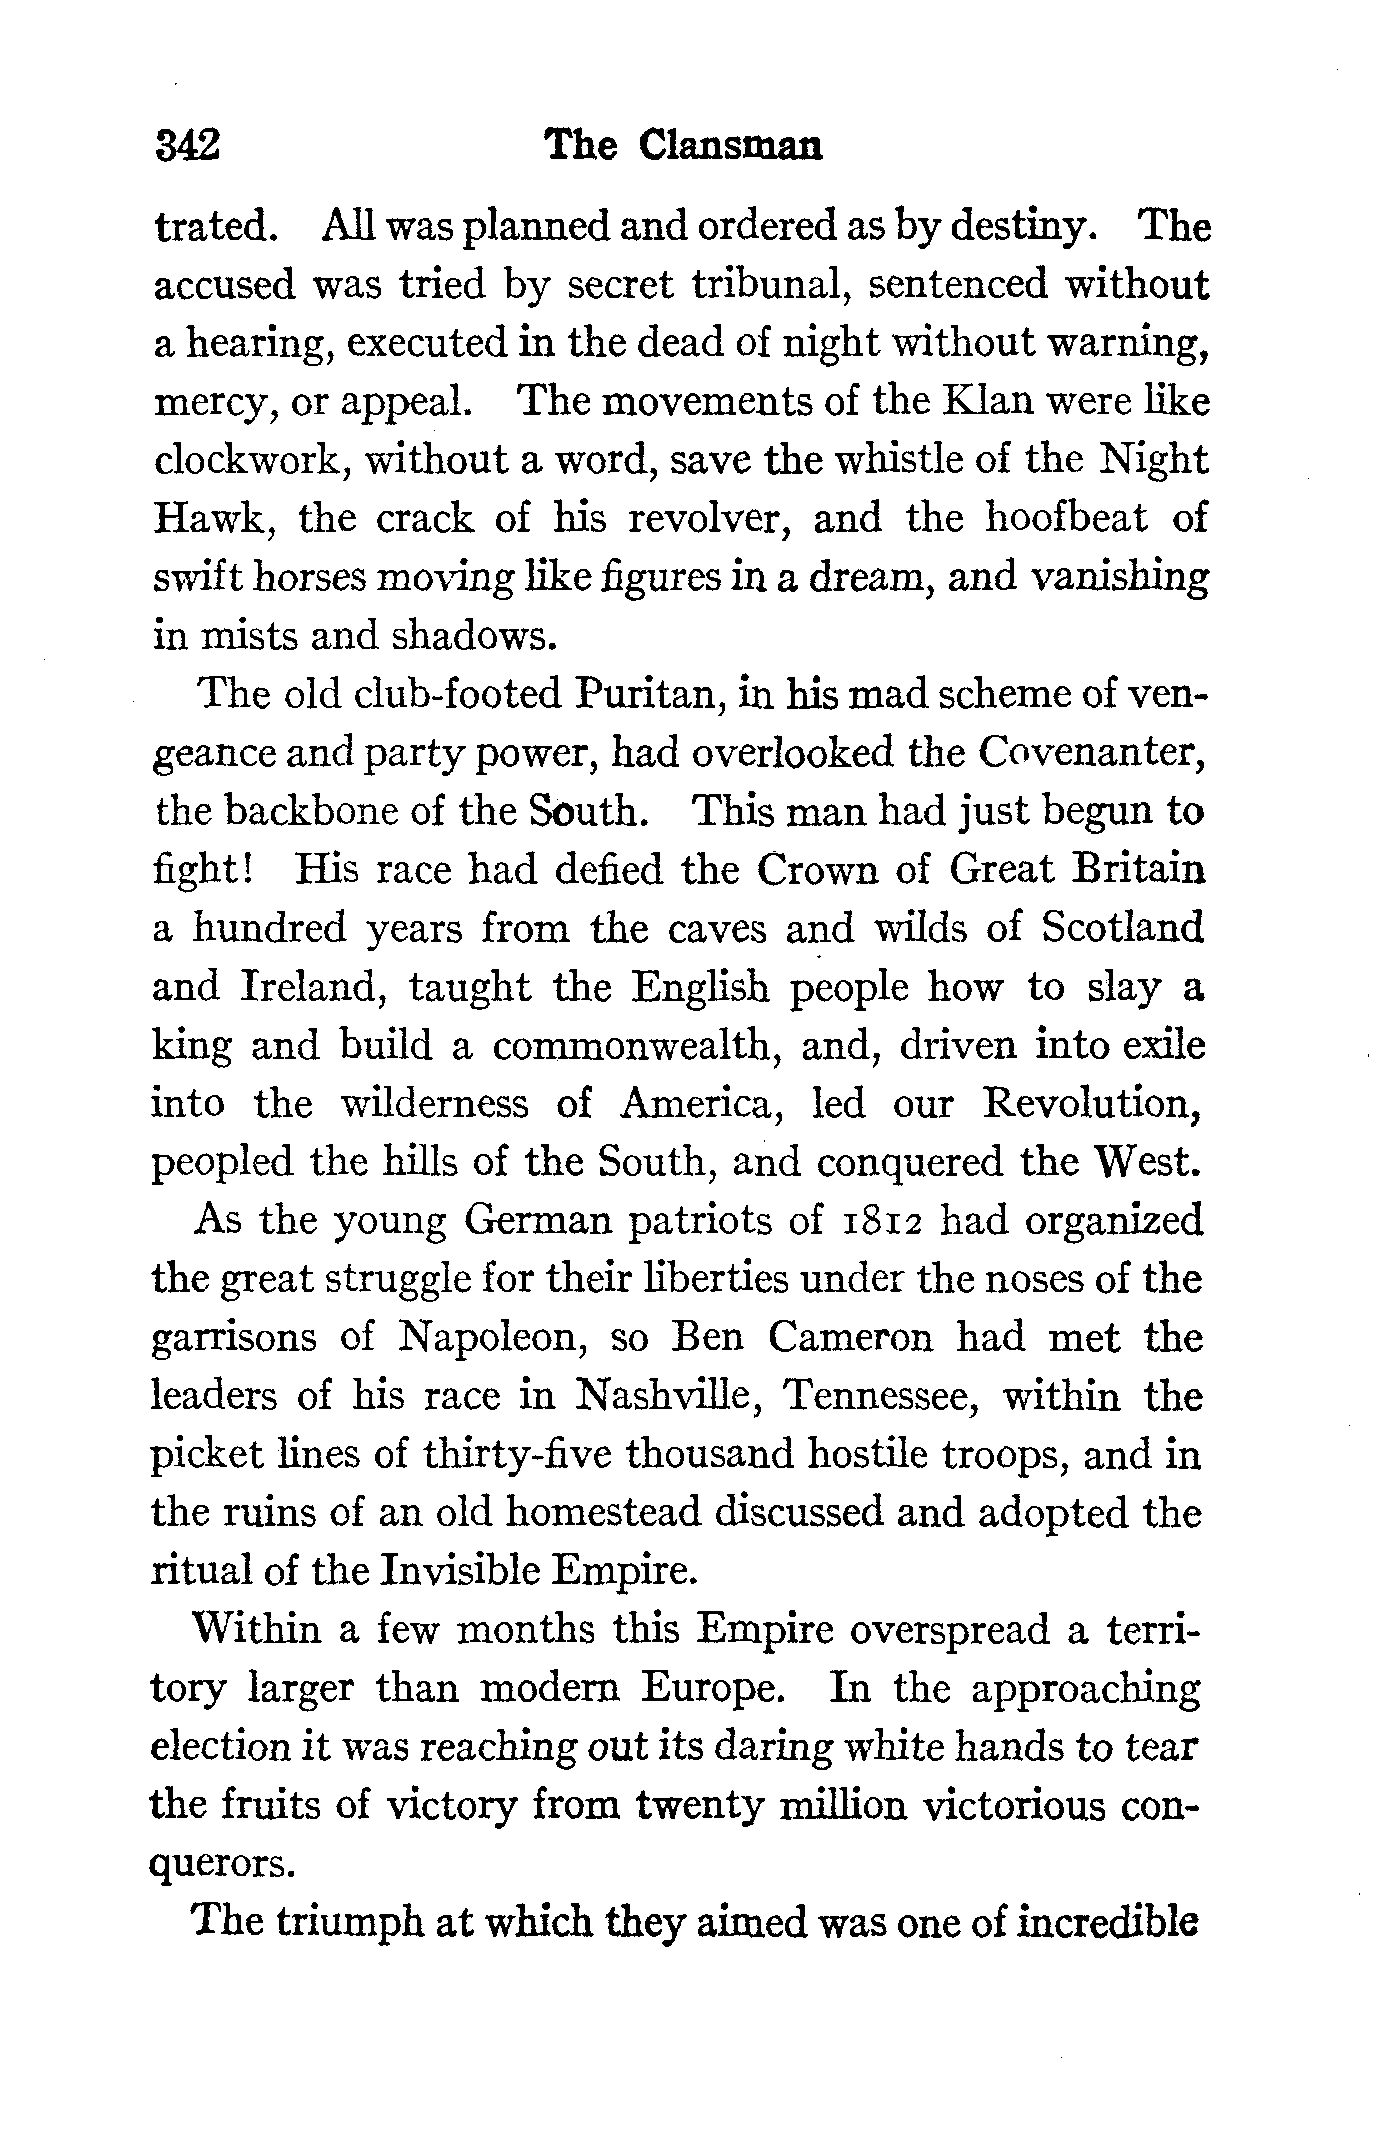 342 The Clansman
trated. All was planned and ordered as by destiny. The
accused was tried by secret tribunal, sentenced without
a hearing, executed in the dead of night without warning,
mercy, or appeal. The movements of the Klan were like
clockwork, without a word, save the whistle of the Night
Hawk, the crack of his revolver, and the hoofbeat of
swift horses moving like figures in a dream, and vanishing
in mists and shadows.
The old club-footed Puritan, in his mad scheme of ven-
geance and party power, had overlooked the Covenanter,
the backbone of the South. This man had just begun to
fight! His race had defied the Crown of Great Britain
a hundred years from the caves and wilds of Scotland
and Ireland, taught the English people how to slay a
king and build a commonwealth, and, driven into exile
into the wilderness of America, led our Revolution,
peopled the hills of the South, and conquered the West.
As the young German patriots of 1812 had organized
the great struggle for their liberties under the noses of the
garrisons of Napoleon, so Ben Cameron had met the
leaders of his race in Nashville, Tennessee, within the
picket lines of thirty-five thousand hostile troops, and in
the ruins of an old homestead discussed and adopted the
ritual of the Invisible Empire.
Within a few months this Empire overspread a terri-
tory larger than modern Europe. In the approaching
election it was reaching out its daring white hands to tear
the fruits of victory from twenty million victorious con-
querors.
The triumph at which they aimed was one of incredible